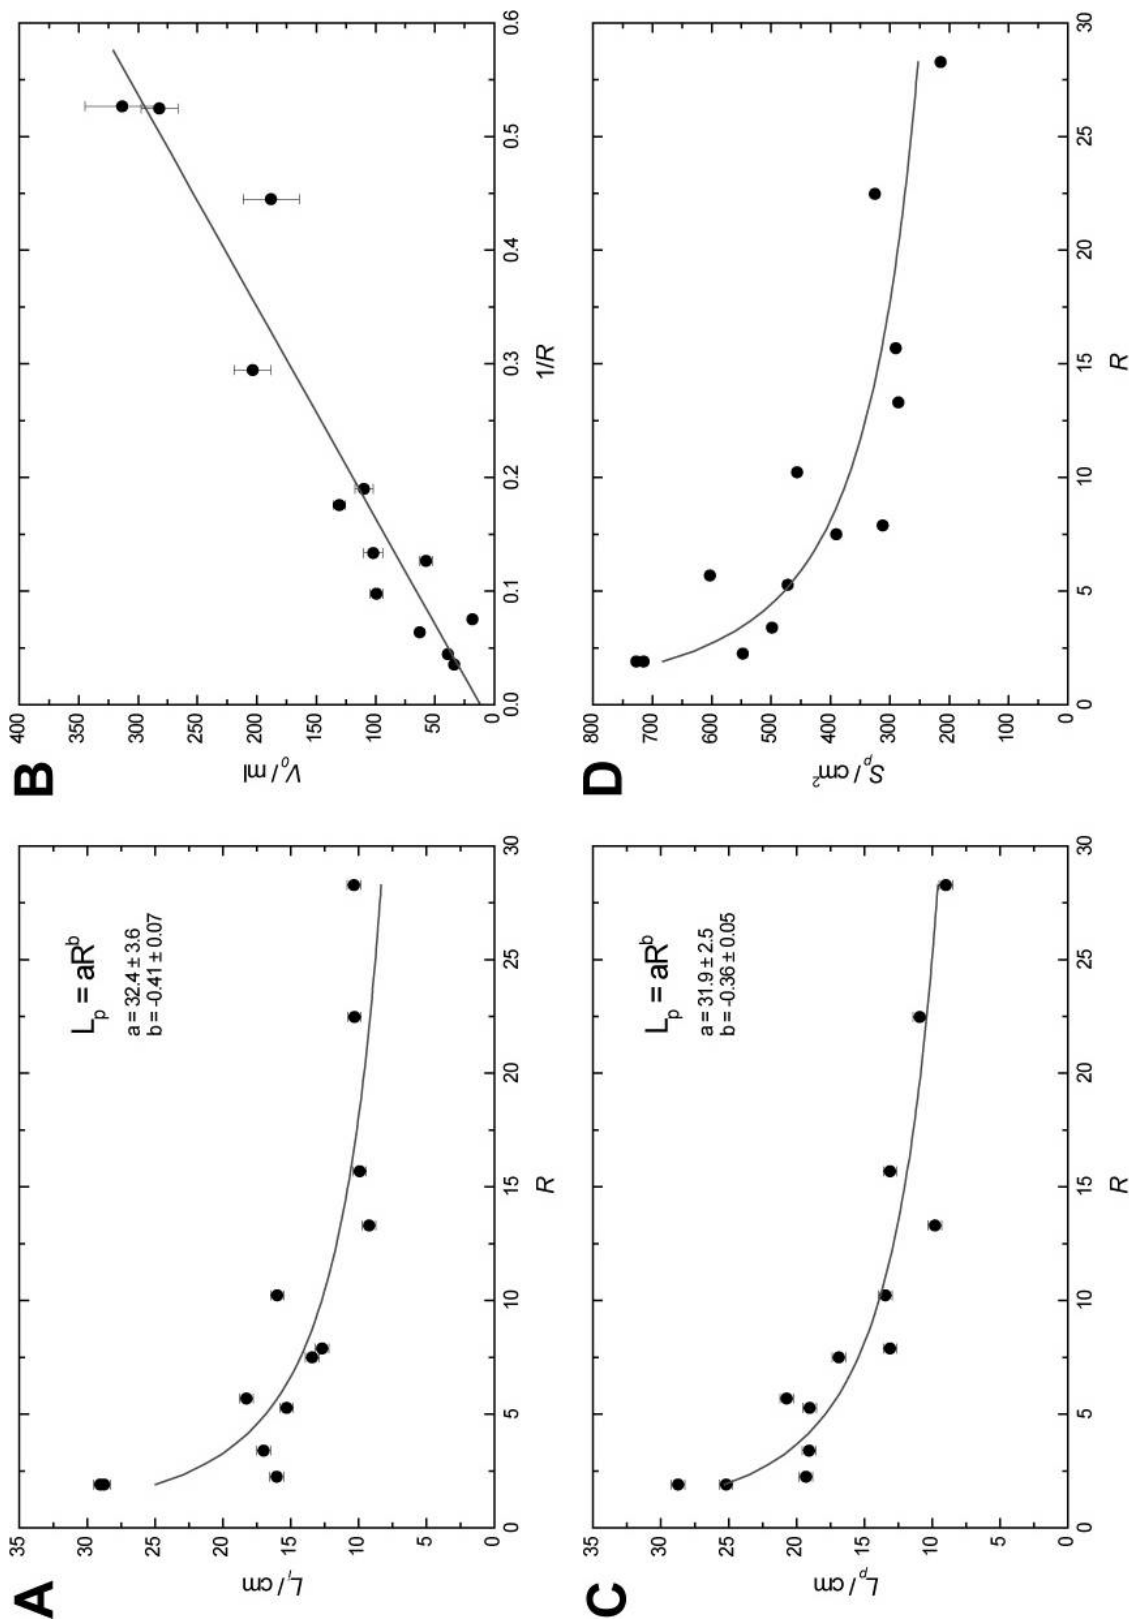 A
35
30
25
20
15
10
5
0
L_i / cm
0 5 10 15 20 25 30
R
L_p = aR^b
a = 32.4 ± 3.6
b = -0.41 ± 0.07
B
400
350
300
250
200
150
100
50
0
V_0 / ml
0.0 0.1 0.2 0.3 0.4 0.5 0.6
1/R
C
35
30
25
20
15
10
5
0
L_p / cm
0 5 10 15 20 25 30
R
L_p = aR^b
a = 31.9 ± 2.5
b = -0.36 ± 0.05
D
800
700
600
500
400
300
200
100
0
S_p / cm²
0 5 10 15 20 25 30
R